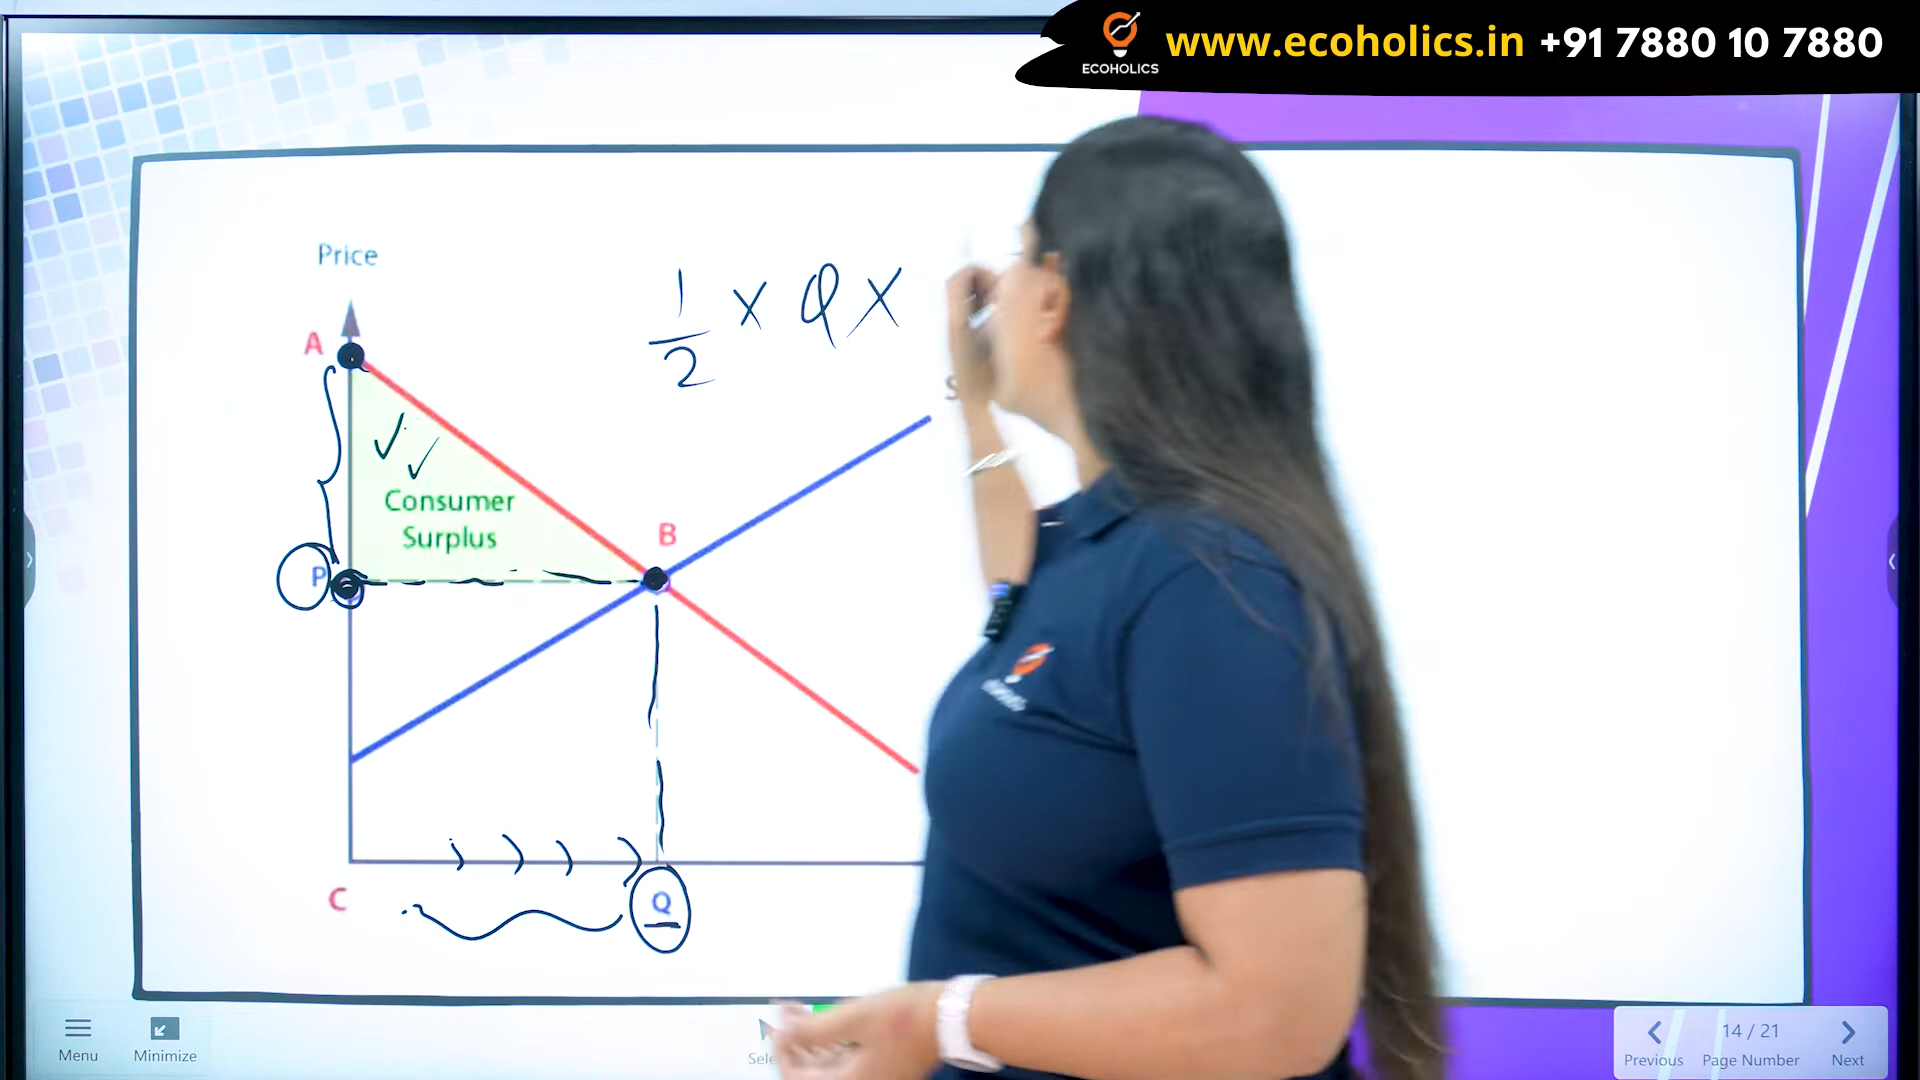 www.ecoholics.in +91 7880 10 7880
ECOHOLICS
Price
1/2 x Q x
A
S
Consumer
Surplus
B
P
C
Q
Menu
Minimize
14 / 21
Previous
Page Number
Next